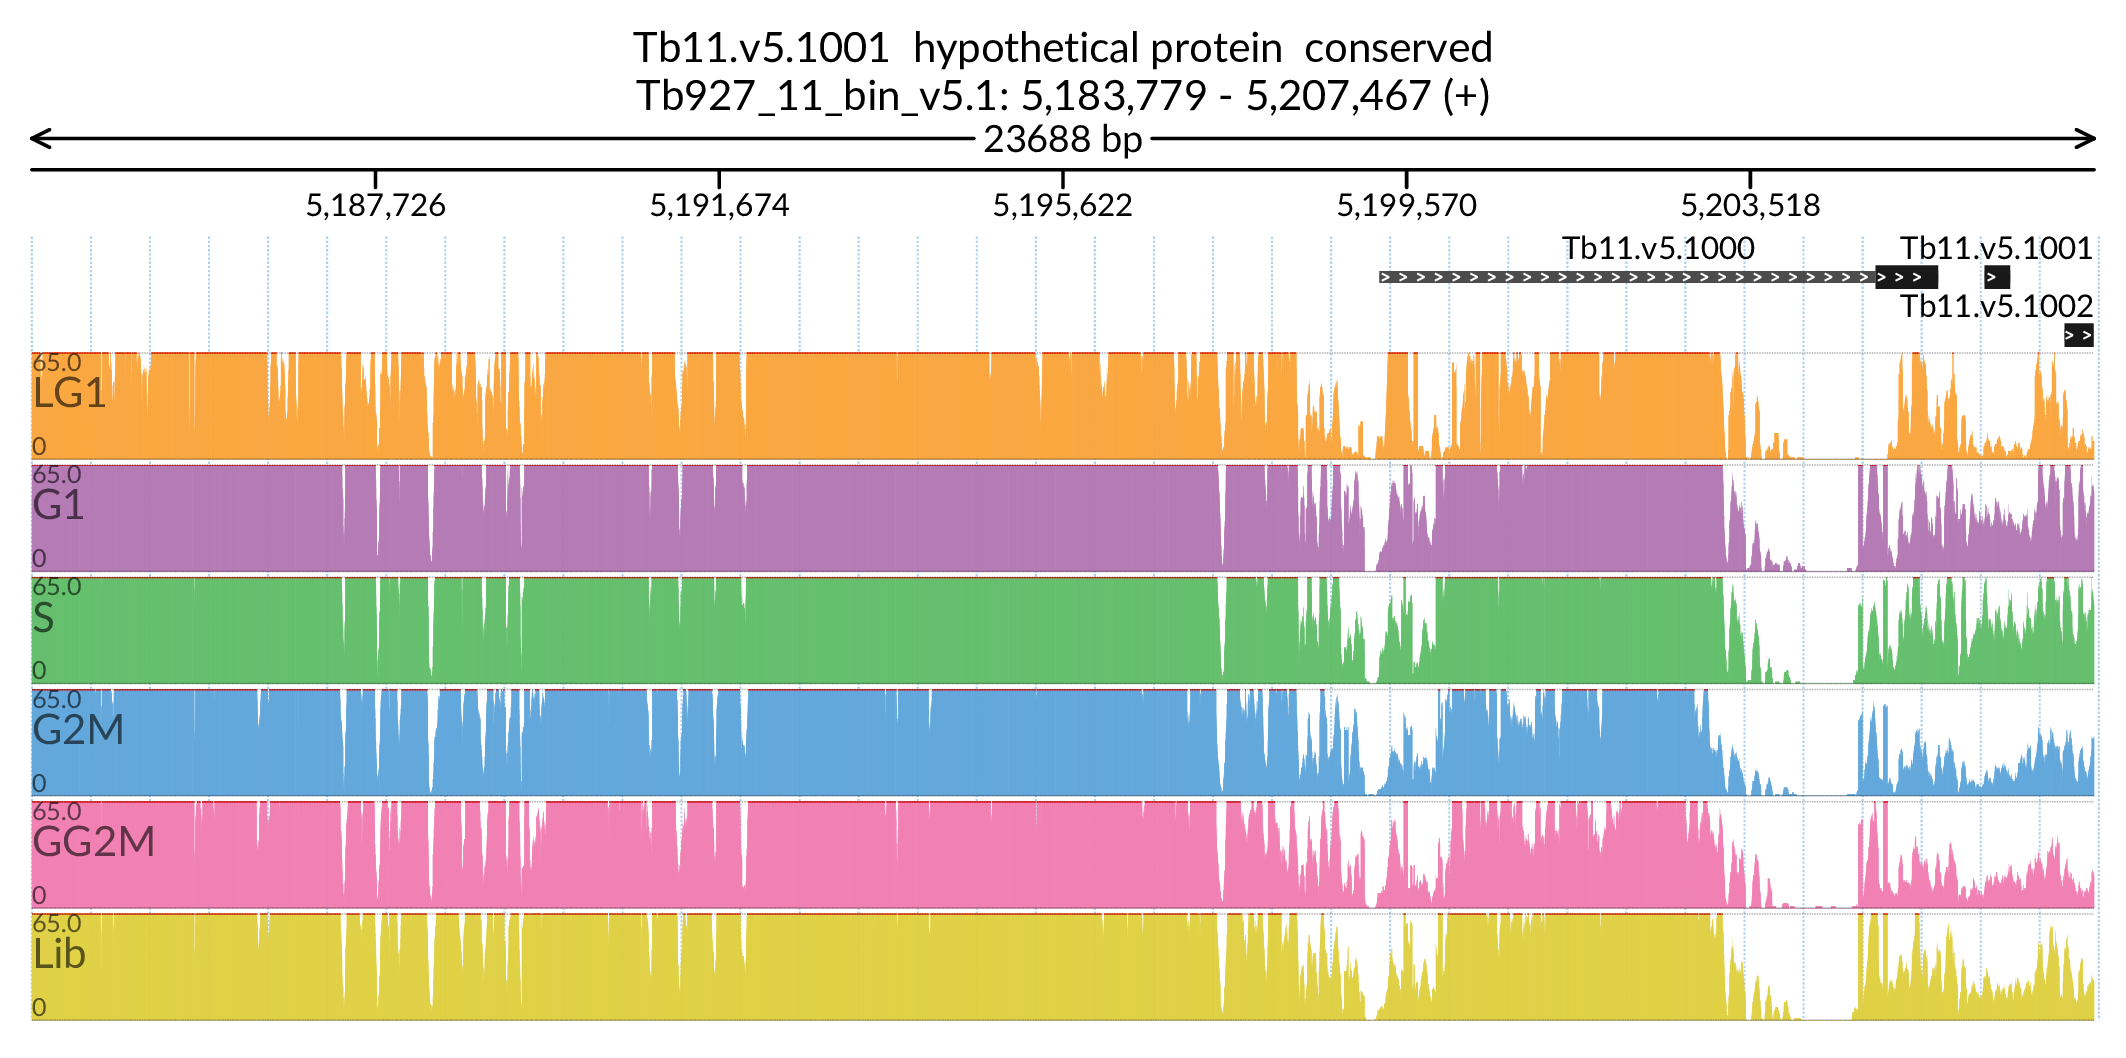 Tb11.v5.1001 hypothetical protein conserved
Tb927_11_bin_v5.1: 5,183,779 - 5,207,467 (+)
23688 bp
5,187,726 5,191,674 5,195,622 5,199,570 5,203,518
Tb11.v5.1000 Tb11.v5.1001
Tb11.v5.1002
65.0
LG1
0
65.0
G1
0
65.0
S
0
65.0
G2M
0
65.0
GG2M
0
65.0
Lib
0